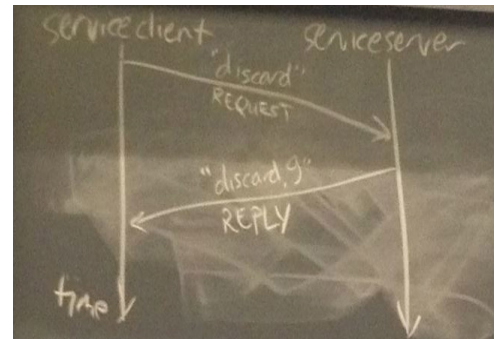 serviceclient
serviceserver
"discard"
REQUEST
"discard,9"
REPLY
time